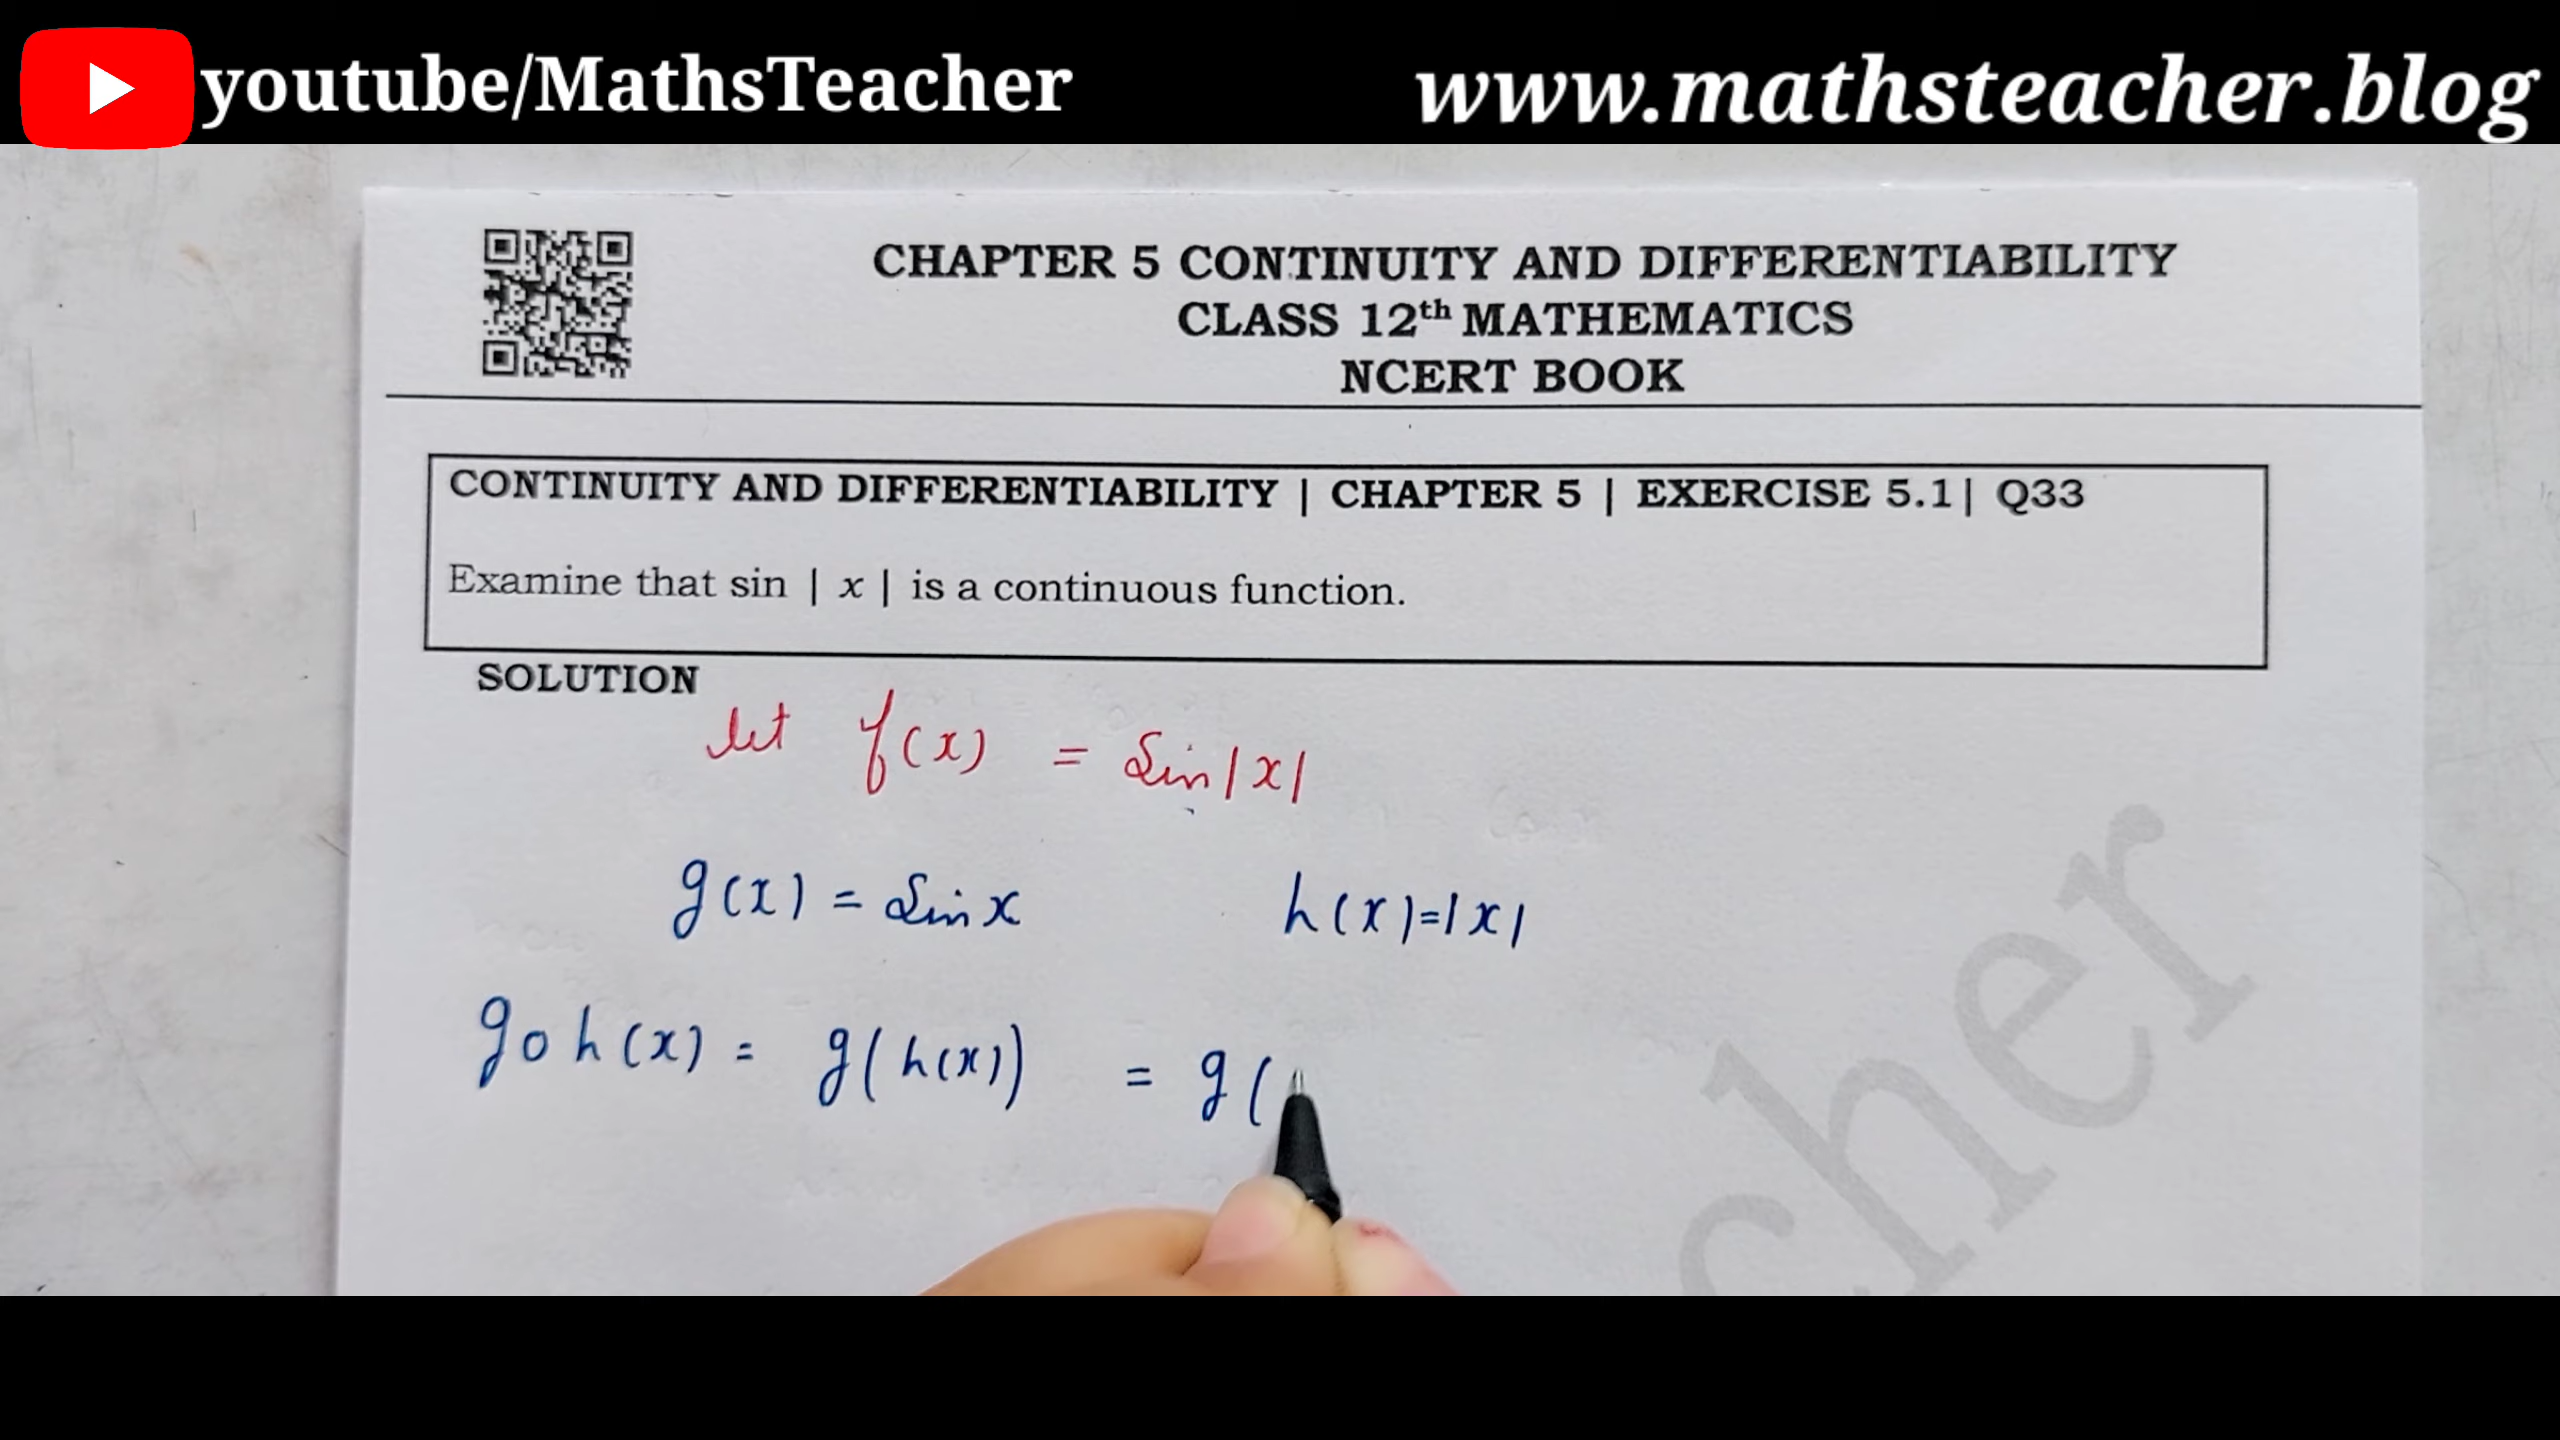 youtube/MathsTeacher
www.mathsteacher.blog
CHAPTER 5 CONTINUITY AND DIFFERENTIABILITY
CLASS 12th MATHEMATICS
NCERT BOOK
CONTINUITY AND DIFFERENTIABILITY | CHAPTER 5 | EXERCISE 5.1| Q33
Examine that sin | x | is a continuous function.
SOLUTION
let f(x) = Sin|x|
g(x) = Sin x h(x)=|x|
goh(x) = g(h(x)) = g(
cher